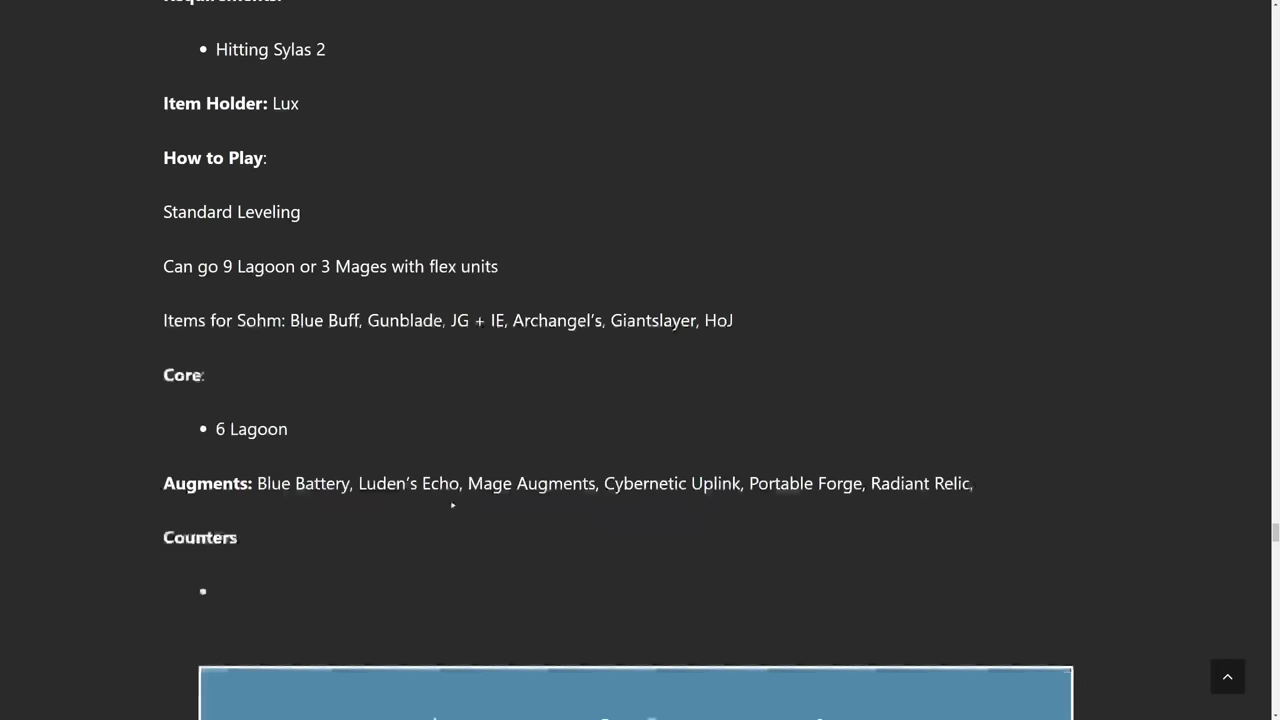 Requirements:
• Hitting Sylas 2
Item Holder: Lux
How to Play:
Standard Leveling
Can go 9 Lagoon or 3 Mages with flex units
Items for Sohm: Blue Buff, Gunblade, JG + IE, Archangel’s, Giantslayer, HoJ
Core:
• 6 Lagoon
Augments: Blue Battery, Luden’s Echo, Mage Augments, Cybernetic Uplink, Portable Forge, Radiant Relic,
Counters
•